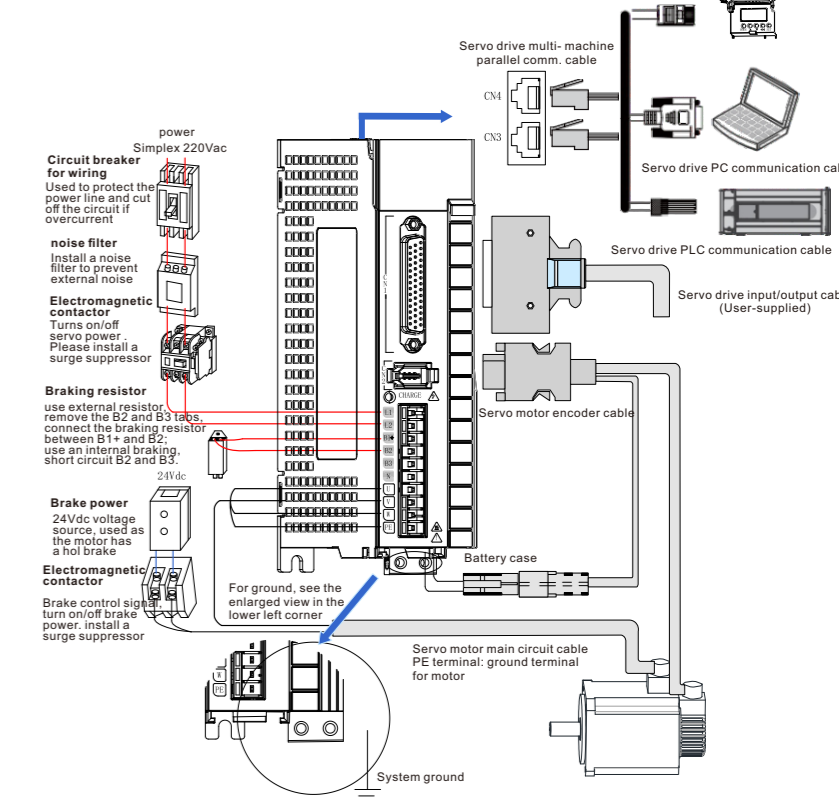 Servo drive multi- machine
parallel comm. cable
CN4
CN3
power
Simplex 220Vac
Circuit breaker
for wiring
Used to protect the
power line and cut
off the circuit if
overcurrent
Servo drive PC communication cal
noise filter
Install a noise
filter to prevent
external noise
Servo drive PLC communication cable
Electromagnetic
contactor
Turns on/off
servo power .
Please install a
surge suppressor
Servo drive input/output cab
(User-supplied)
CHARGE
Braking resistor
use external resistor,
remove the B2 and B3 tabs,
connect the braking resistor
between B1+ and B2;
use an internal braking,
short circuit B2 and B3.
Servo motor encoder cable
L1
L2
B2
B3
N
U
V
W
PE
24Vdc
Brake power
24Vdc voltage
source, used as
the motor has
a hol brake
Battery case
Electromagnetic
contactor
Brake control signal,
turn on/off brake
power. install a
surge suppressor
For ground, see the
enlarged view in the
lower left corner
Servo motor main circuit cable
PE terminal: ground terminal
for motor
W
PE
System ground